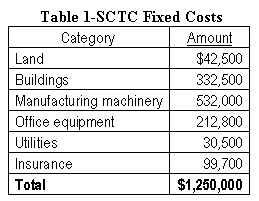 Table 1-SCTC Fixed Costs
Category Amount
Land $42,500
Buildings 332,500
Manufacturing machinery 532,000
Office equipment 212,800
Utilities 30,500
Insurance 99,700
Total $1,250,000